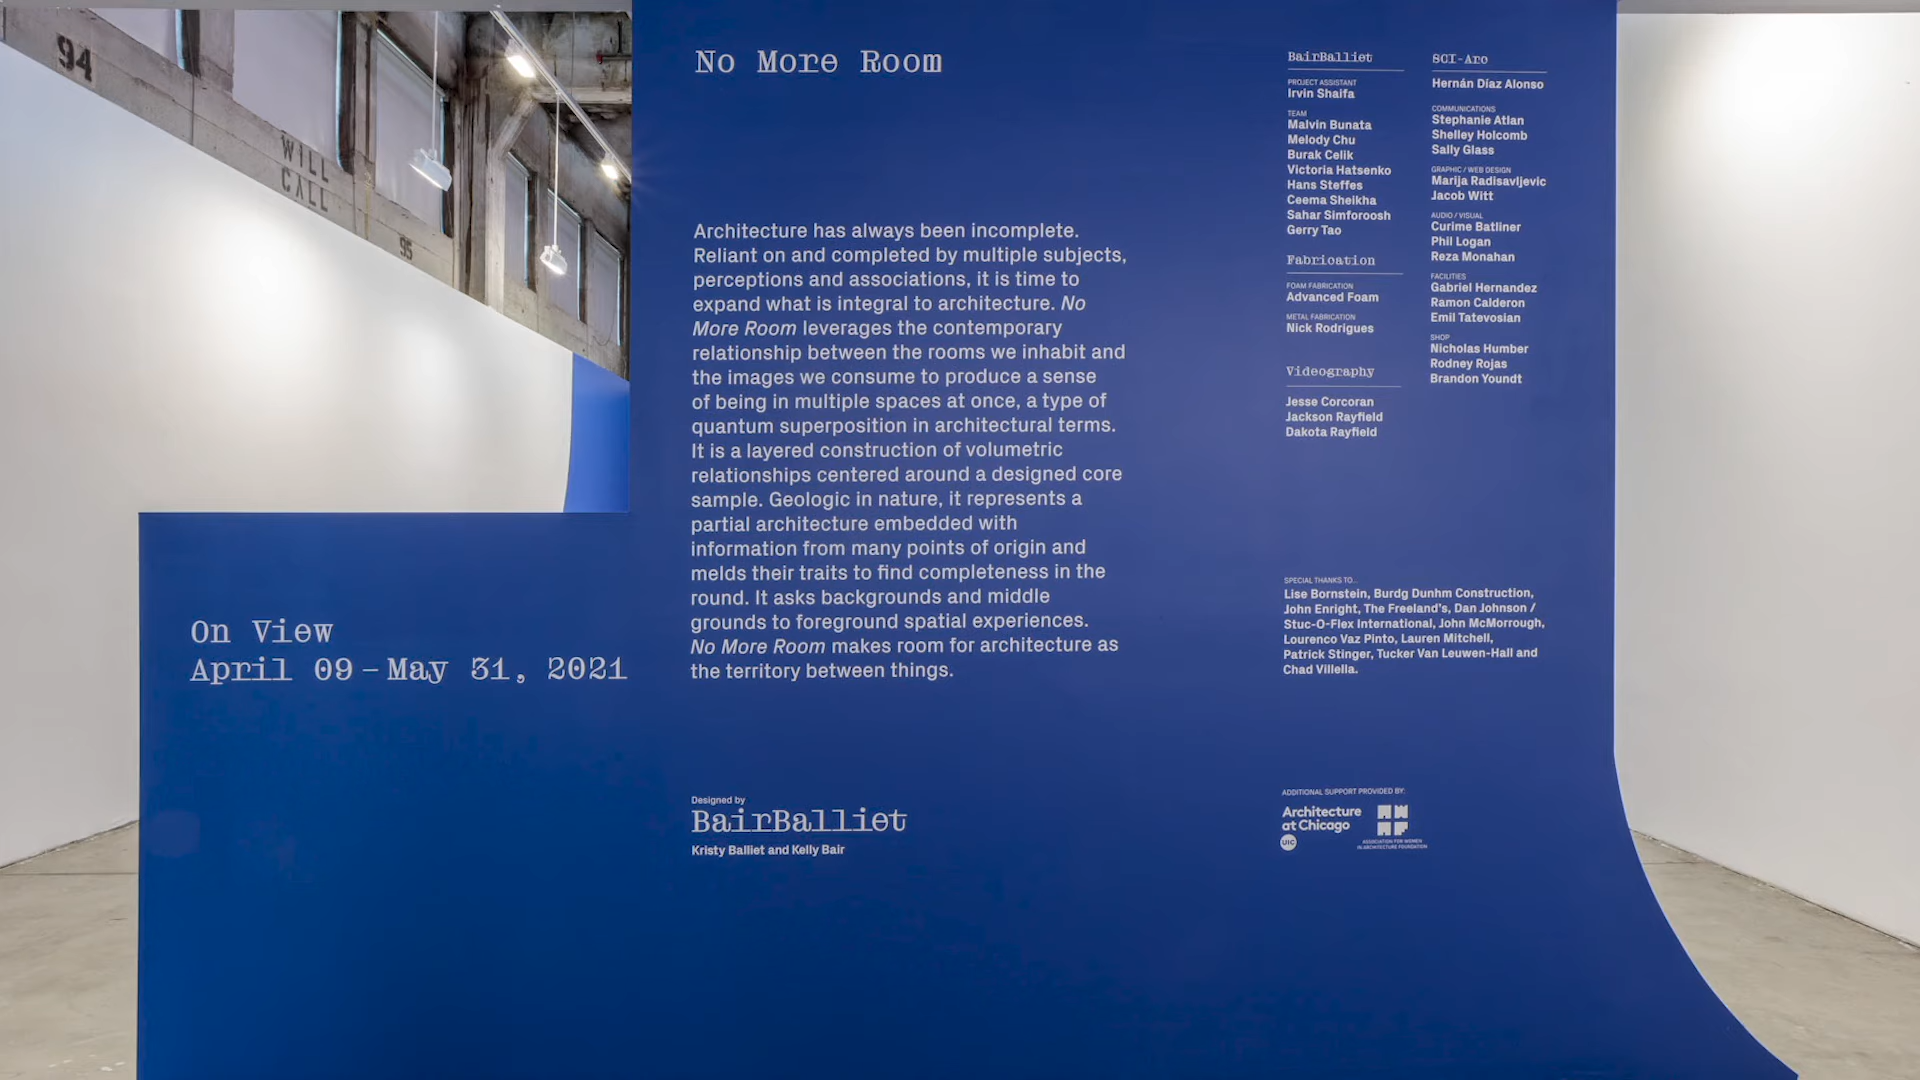 94
WILL
CALL
95
No More Room
Architecture has always been incomplete.
Reliant on and completed by multiple subjects,
perceptions and associations, it is time to
expand what is integral to architecture. No
More Room leverages the contemporary
relationship between the rooms we inhabit and
the images we consume to produce a sense
of being in multiple spaces at once, a type of
quantum superposition in architectural terms.
It is a layered construction of volumetric
relationships centered around a designed core
sample. Geologic in nature, it represents a
partial architecture embedded with
information from many points of origin and
melds their traits to find completeness in the
round. It asks backgrounds and middle
grounds to foreground spatial experiences.
No More Room makes room for architecture as
the territory between things.
On View
April 09 – May 31, 2021
Designed by
BairBalliet
Kristy Balliet and Kelly Bair
BairBalliet
PROJECT ASSISTANT
Irvin Shaifa
TEAM
Malvin Bunata
Melody Chu
Burak Celik
Victoria Hatsenko
Hans Steffes
Ceema Sheikha
Sahar Simforoosh
Gerry Tao
Fabrication
FOAM FABRICATION
Advanced Foam
METAL FABRICATION
Nick Rodrigues
Videography
Jesse Corcoran
Jackson Rayfield
Dakota Rayfield
SCI-Arc
Hernán Díaz Alonso
COMMUNICATIONS
Stephanie Atlan
Shelley Holcomb
Sally Glass
GRAPHIC / WEB DESIGN
Marija Radisavljevic
Jacob Witt
AUDIO / VISUAL
Curime Batliner
Phil Logan
Reza Monahan
FACILITIES
Gabriel Hernandez
Ramon Calderon
Emil Tatevosian
SHOP
Nicholas Humber
Rodney Rojas
Brandon Youndt
SPECIAL THANKS TO...
Lise Bornstein, Burdg Dunhm Construction,
John Enright, The Freeland's, Dan Johnson /
Stuc-O-Flex International, John McMorrough,
Lourenco Vaz Pinto, Lauren Mitchell,
Patrick Stinger, Tucker Van Leuwen-Hall and
Chad Villella.
ADDITIONAL SUPPORT PROVIDED BY:
Architecture
at Chicago
UIC
AW
AF
ASSOCIATION FOR WOMEN
IN ARCHITECTURE FOUNDATION